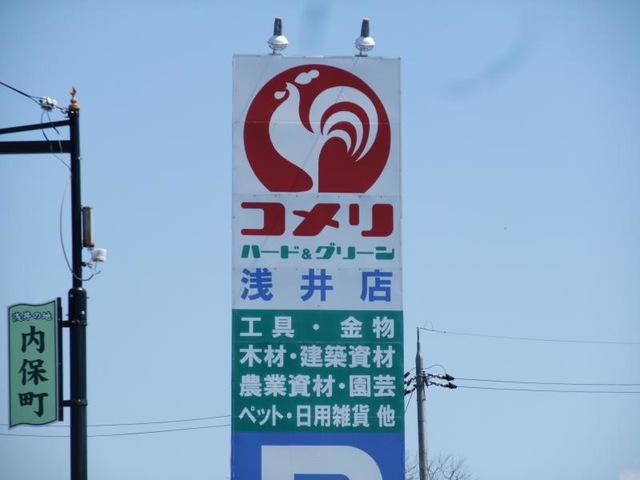 コメリ
ハード&グリーン
浅井店
工具・金物
木材・建築資材
農業資材・園芸
ペット・日用雑貨 他
P
浅井の地
内保町